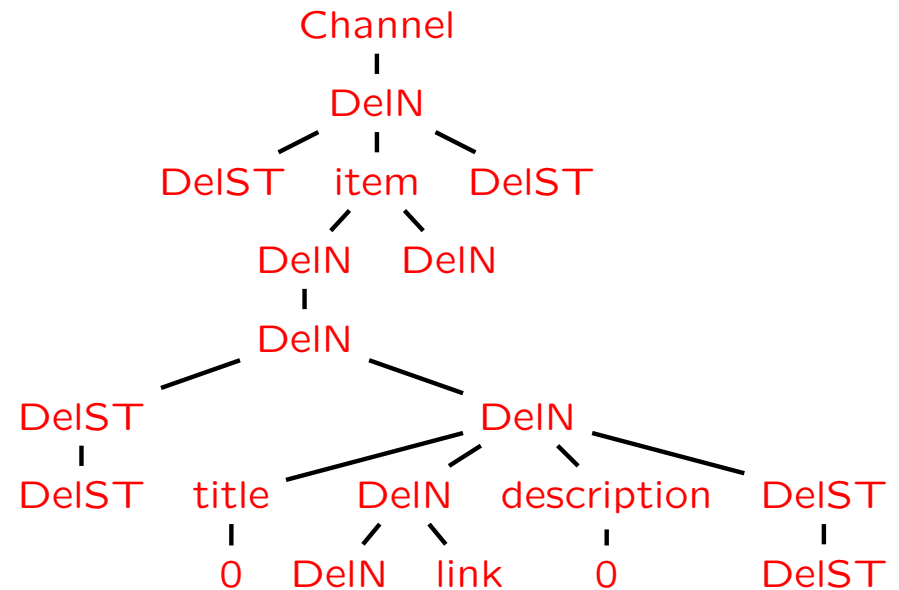 Channel
DelN
DelST item DelST
DelN DelN
DelN
DelST DelN
DelST title DelN description DelST
0 DelN link 0 DelST